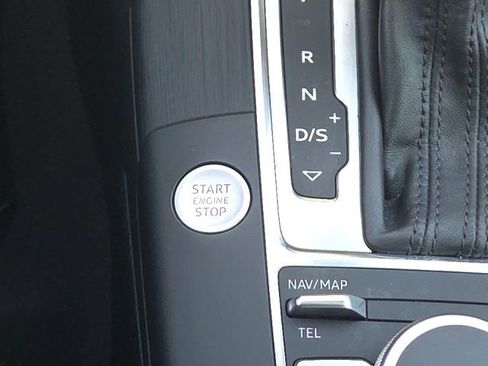 R
N
+
D/S
−
START
ENGINE
STOP
NAV/MAP
TEL